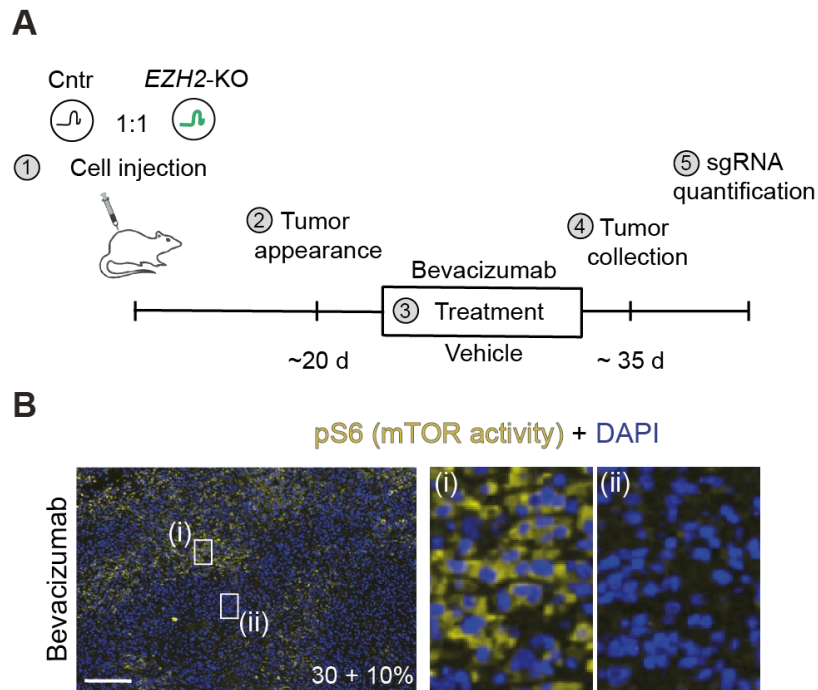 A
Cntr EZH2-KO
1:1
1 Cell injection
2 Tumor
appearance
Bevacizumab
3 Treatment
Vehicle
4 Tumor
collection
5 sgRNA
quantification
~20 d
~ 35 d
B
pS6 (mTOR activity) + DAPI
Bevacizumab
(i)
(ii)
30 + 10%
(i)
(ii)